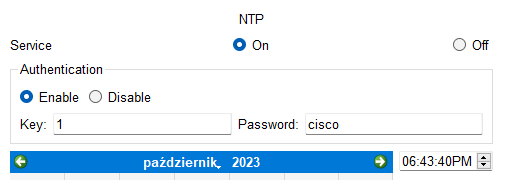 NTP
Service On Off
Authentication
Enable Disable
Key: 1 Password: cisco
październik 2023 06:43:40PM